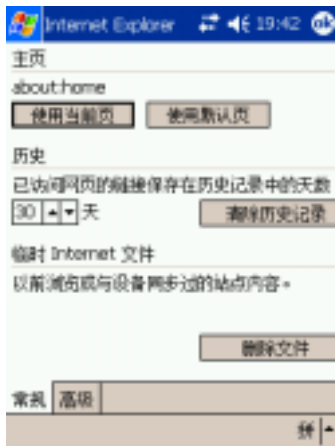 Internet Explorer 19:42 ok
主页
about:home
使用当前页 使用默认页
历史
已访问网页的链接保存在历史记录中的天数
30 天 清除历史记录
临时 Internet 文件
以前浏览或与设备同步过的站点内容。
删除文件
常规 高级
拼